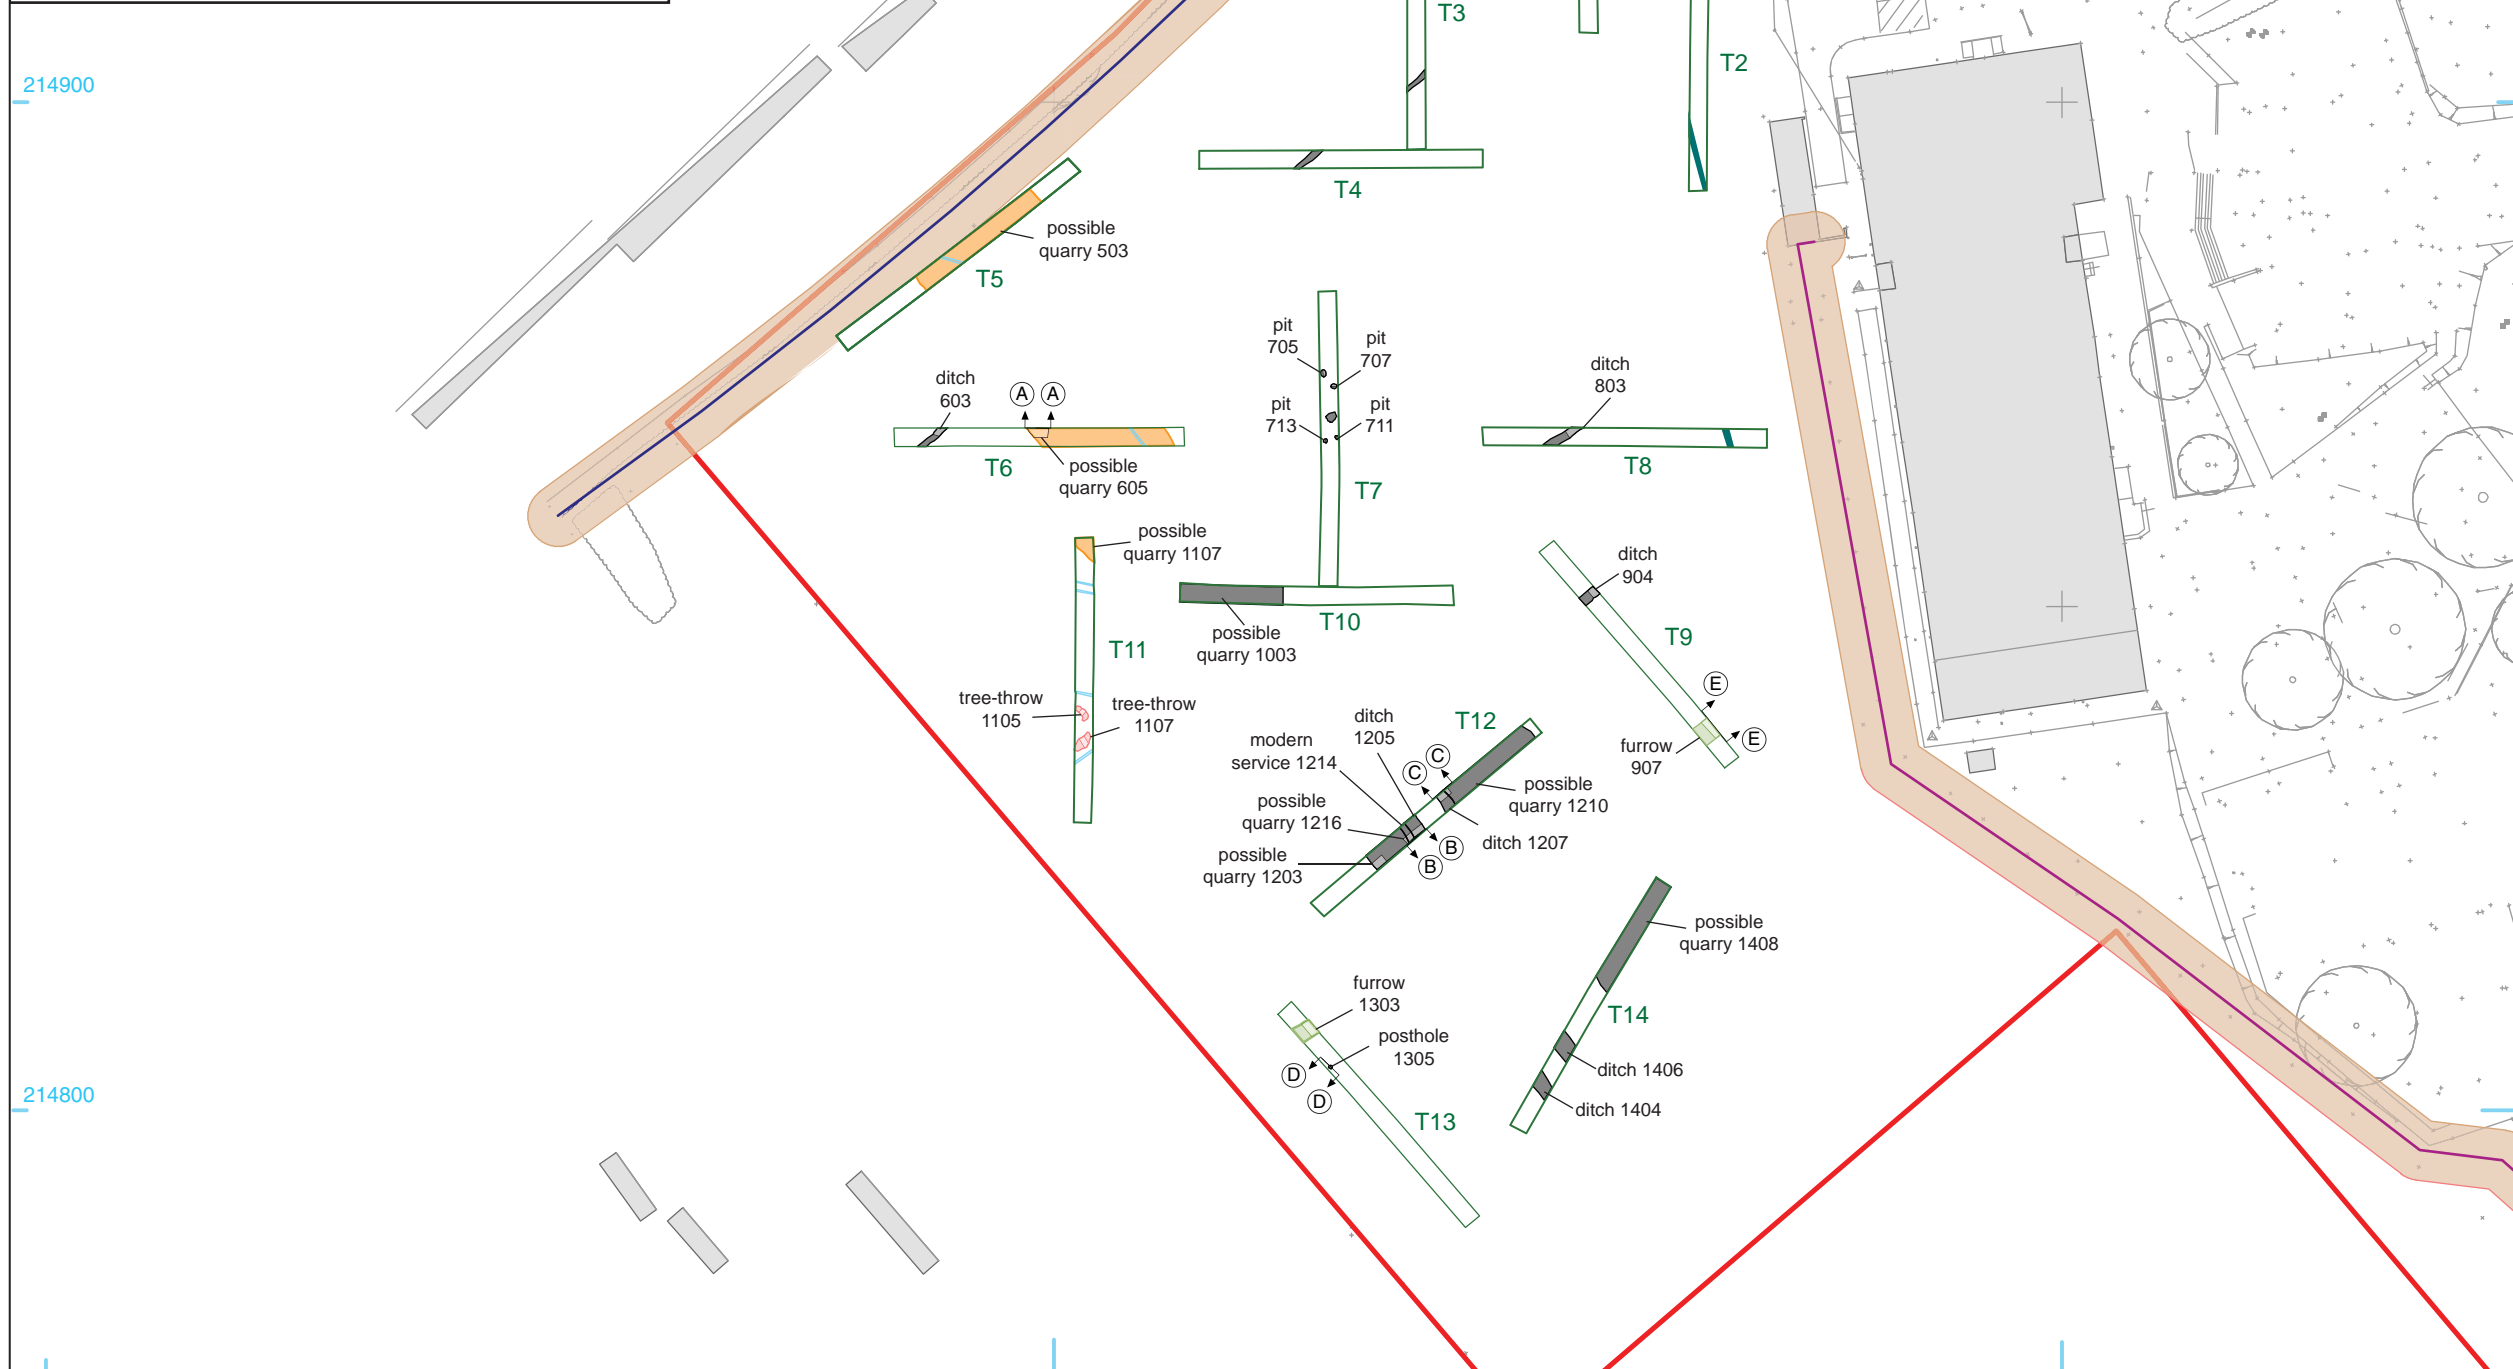 T3
T2
214900
T4
possible
quarry 503
T5
pit
705
pit
707
ditch
603
A
A
pit
713
pit
711
ditch
803
T6
possible
quarry 605
T7
T8
possible
quarry 1107
ditch
904
T10
possible
quarry 1003
T9
T11
tree-throw
1105
tree-throw
1107
E
E
furrow
907
ditch
1205
T12
modern
service 1214
C
C
possible
quarry 1210
possible
quarry 1216
ditch 1207
B
B
possible
quarry 1203
possible
quarry 1408
furrow
1303
T14
posthole
1305
D
D
ditch 1406
ditch 1404
T13
214800